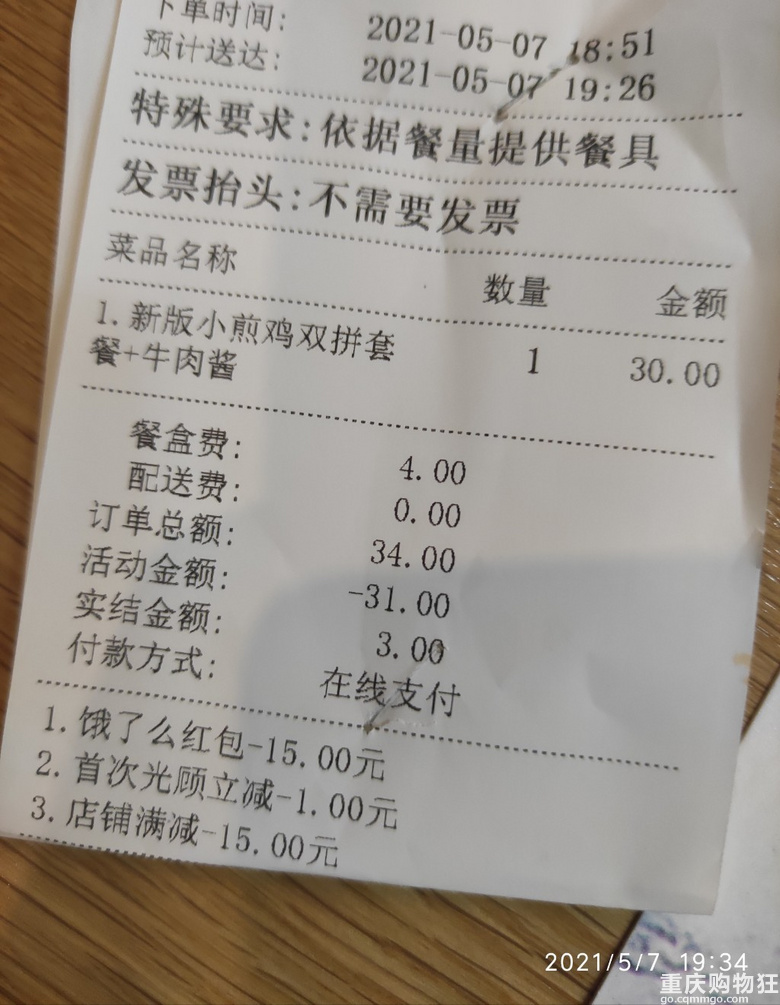 下单时间: 2021-05-07 18:51
预计送达: 2021-05-07 19:26
特殊要求:依据餐量提供餐具
发票抬头:不需要发票
菜品名称 数量 金额
1.新版小煎鸡双拼套 1 30.00
餐+牛肉酱
餐盒费: 4.00
配送费: 0.00
订单总额: 34.00
活动金额: -31.00
实结金额: 3.00
付款方式: 在线支付
1.饿了么红包-15.00元
2.首次光顾立减-1.00元
3.店铺满减-15.00元
2021/5/7 19:34
重庆购物狂
go.cqmmgo.com